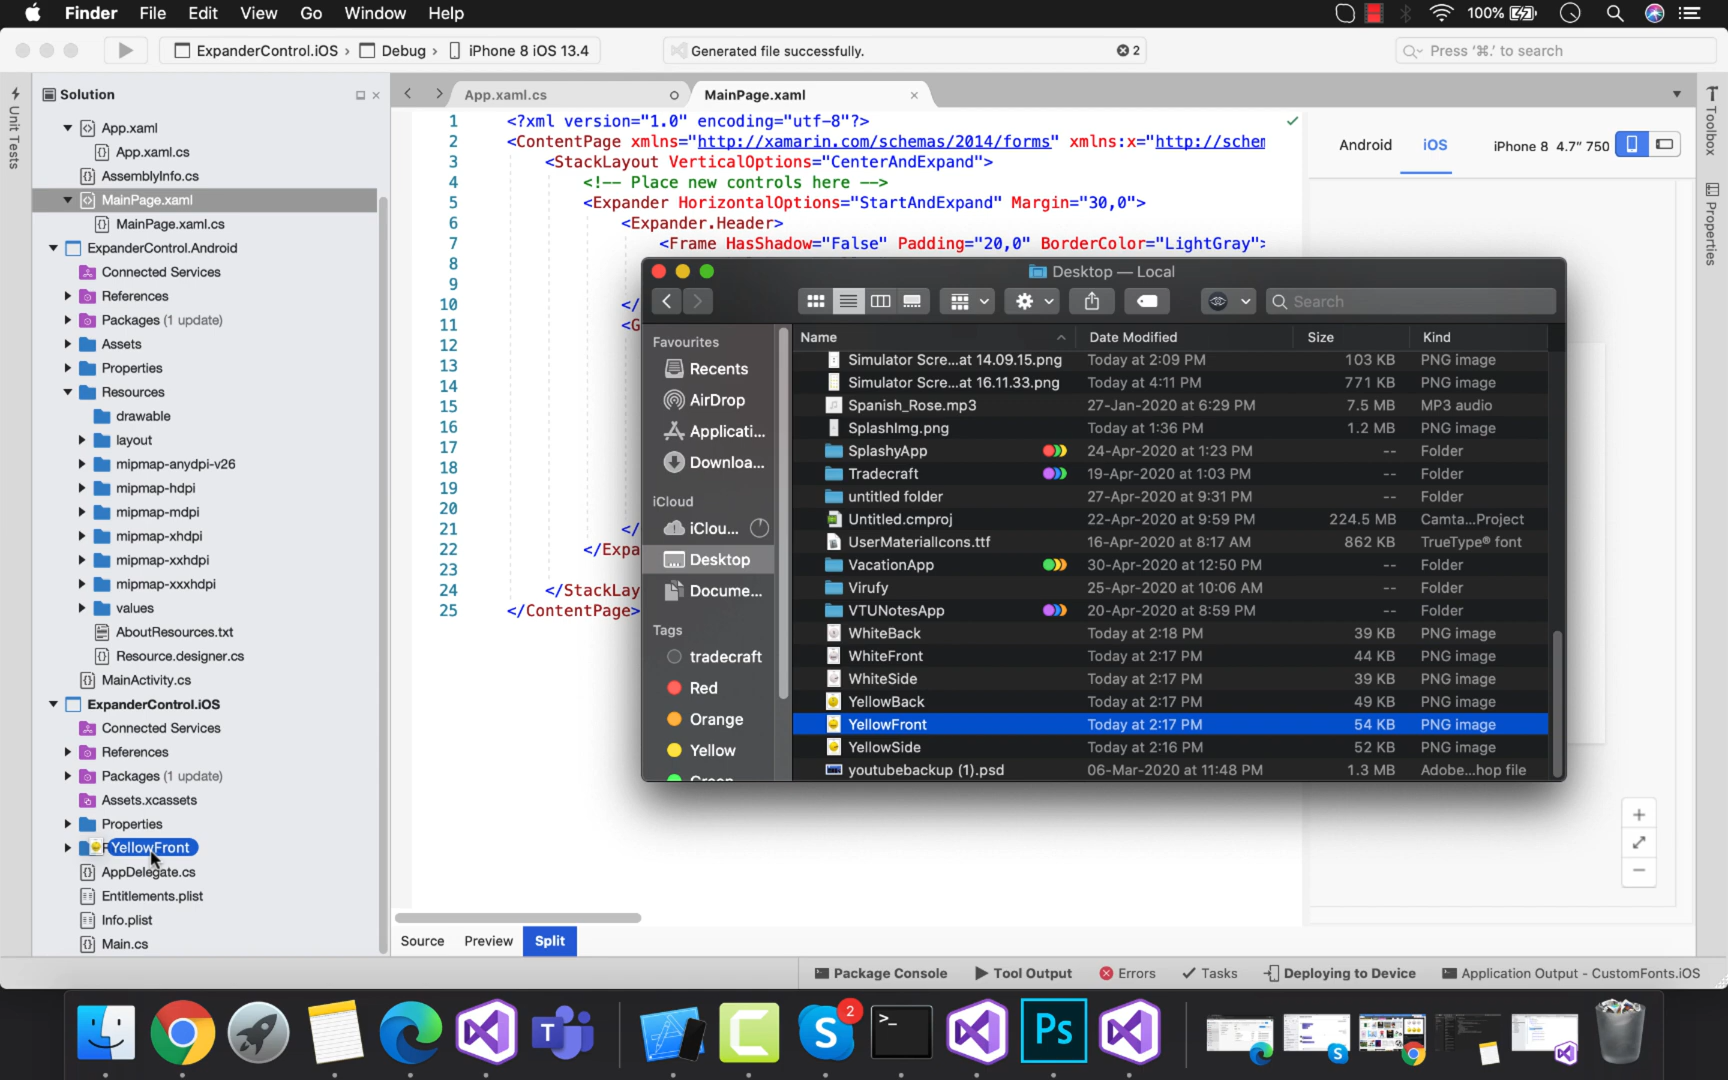 Finder File Edit View Go Window Help
100%
ExpanderControl.iOS › Debug › iPhone 8 iOS 13.4
Generated file successfully.
2
Press ‘⌘.’ to search
Unit Tests
Solution
App.xaml
App.xaml.cs
AssemblyInfo.cs
MainPage.xaml
MainPage.xaml.cs
ExpanderControl.Android
Connected Services
References
Packages (1 update)
Assets
Properties
Resources
drawable
layout
mipmap-anydpi-v26
mipmap-hdpi
mipmap-mdpi
mipmap-xhdpi
mipmap-xxhdpi
mipmap-xxxhdpi
values
AboutResources.txt
Resource.designer.cs
MainActivity.cs
ExpanderControl.iOS
Connected Services
References
Packages (1 update)
Assets.xcassets
Properties
YellowFront
AppDelegate.cs
Entitlements.plist
Info.plist
Main.cs
App.xaml.cs
MainPage.xaml
1 <?xml version="1.0" encoding="utf-8"?>
2 <ContentPage xmlns="http://xamarin.com/schemas/2014/forms" xmlns:x="http://schem
3 <StackLayout VerticalOptions="CenterAndExpand">
4 <!-- Place new controls here -->
5 <Expander HorizontalOptions="StartAndExpand" Margin="30,0">
6 <Expander.Header>
7 <Frame HasShadow="False" Padding="20,0" BorderColor="LightGray">
8
9
10 </
11 <G
12
13
14
15
16
17
18
19
20
21 </
22 </Expa
23
24 </StackLay
25 </ContentPage>
Android iOS iPhone 8 4.7" 750
Toolbox
Properties
Desktop — Local
Search
Favourites
Recents
AirDrop
Applicati...
Downloa...
iCloud
iClou...
Desktop
Docume...
Tags
tradecraft
Red
Orange
Yellow
Green
Name Date Modified Size Kind
Simulator Scre...at 14.09.15.png Today at 2:09 PM 103 KB PNG image
Simulator Scre...at 16.11.33.png Today at 4:11 PM 771 KB PNG image
Spanish_Rose.mp3 27-Jan-2020 at 6:29 PM 7.5 MB MP3 audio
SplashImg.png Today at 1:36 PM 1.2 MB PNG image
SplashyApp 24-Apr-2020 at 1:23 PM -- Folder
Tradecraft 19-Apr-2020 at 1:03 PM -- Folder
untitled folder 27-Apr-2020 at 9:31 PM -- Folder
Untitled.cmproj 22-Apr-2020 at 9:59 PM 224.5 MB Camta...Project
UserMaterialIcons.ttf 16-Apr-2020 at 8:17 AM 862 KB TrueType® font
VacationApp 30-Apr-2020 at 12:50 PM -- Folder
Virufy 25-Apr-2020 at 10:06 AM -- Folder
VTUNotesApp 20-Apr-2020 at 8:59 PM -- Folder
WhiteBack Today at 2:18 PM 39 KB PNG image
WhiteFront Today at 2:17 PM 44 KB PNG image
WhiteSide Today at 2:17 PM 39 KB PNG image
YellowBack Today at 2:17 PM 49 KB PNG image
YellowFront Today at 2:17 PM 54 KB PNG image
YellowSide Today at 2:16 PM 52 KB PNG image
youtubebackup (1).psd 06-Mar-2020 at 11:48 PM 1.3 MB Adobe...hop file
Source Preview Split
Package Console Tool Output Errors Tasks Deploying to Device Application Output - CustomFonts.iOS
T
C
S
2
>_
Ps